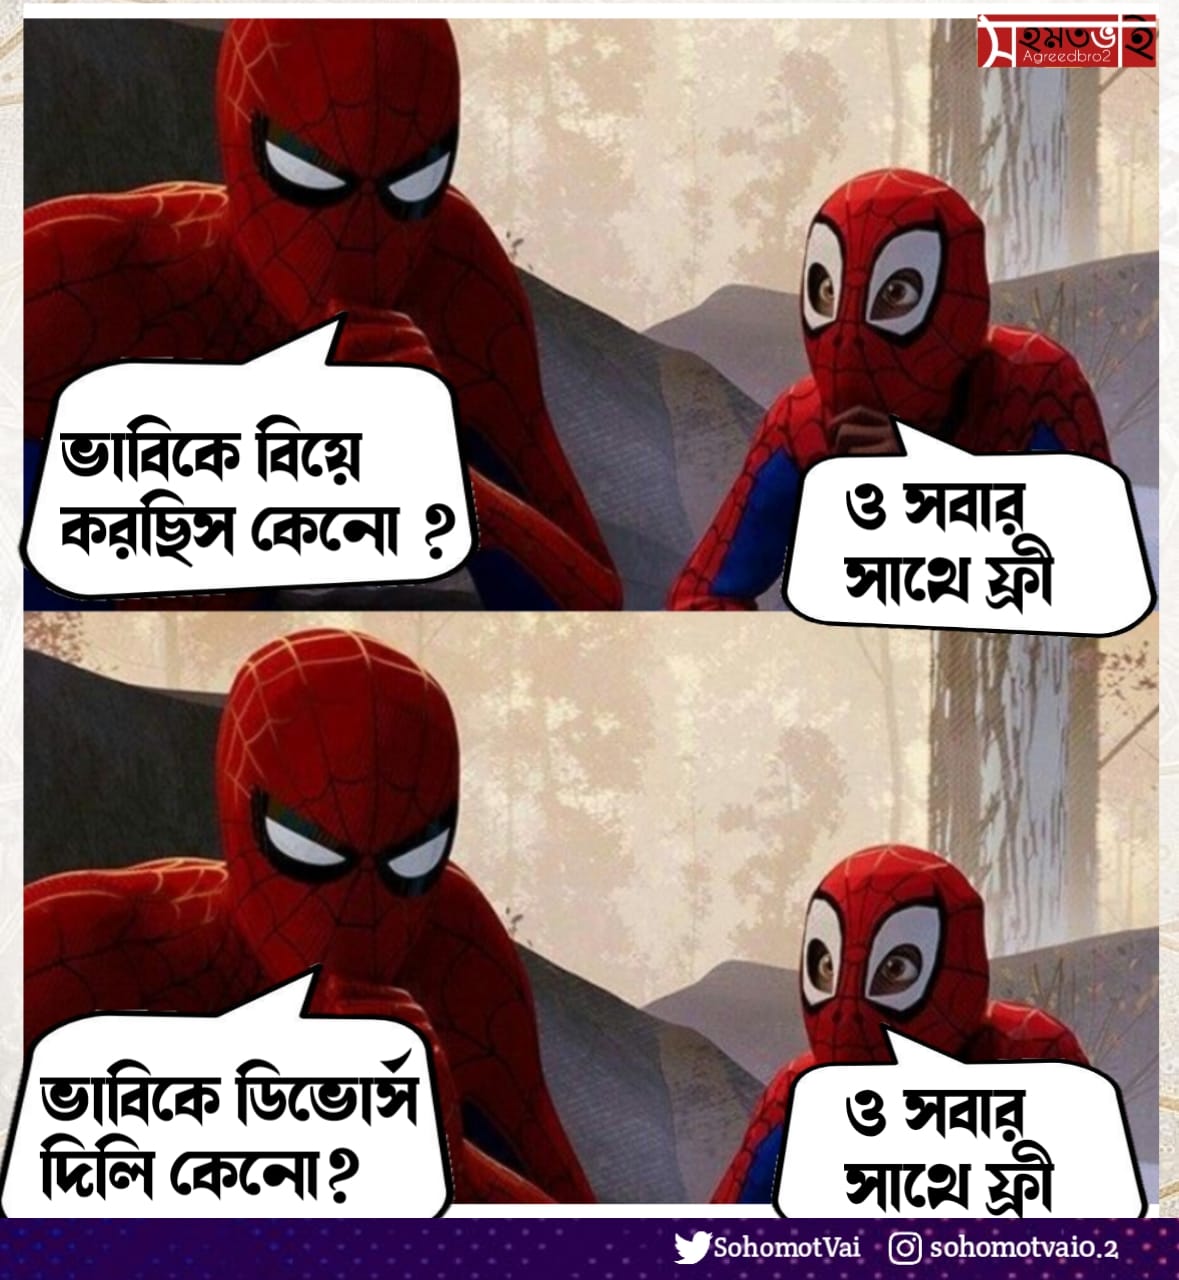 সহমতভাই
Agreedbro2
ভাবিকে বিয়ে
করছিস কেনো ?
ও সবার
সাথে ফ্রী
ভাবিকে ডিভোর্স
দিলি কেনো?
ও সবার
সাথে ফ্রী
SohomotVai
sohomotvaio.2